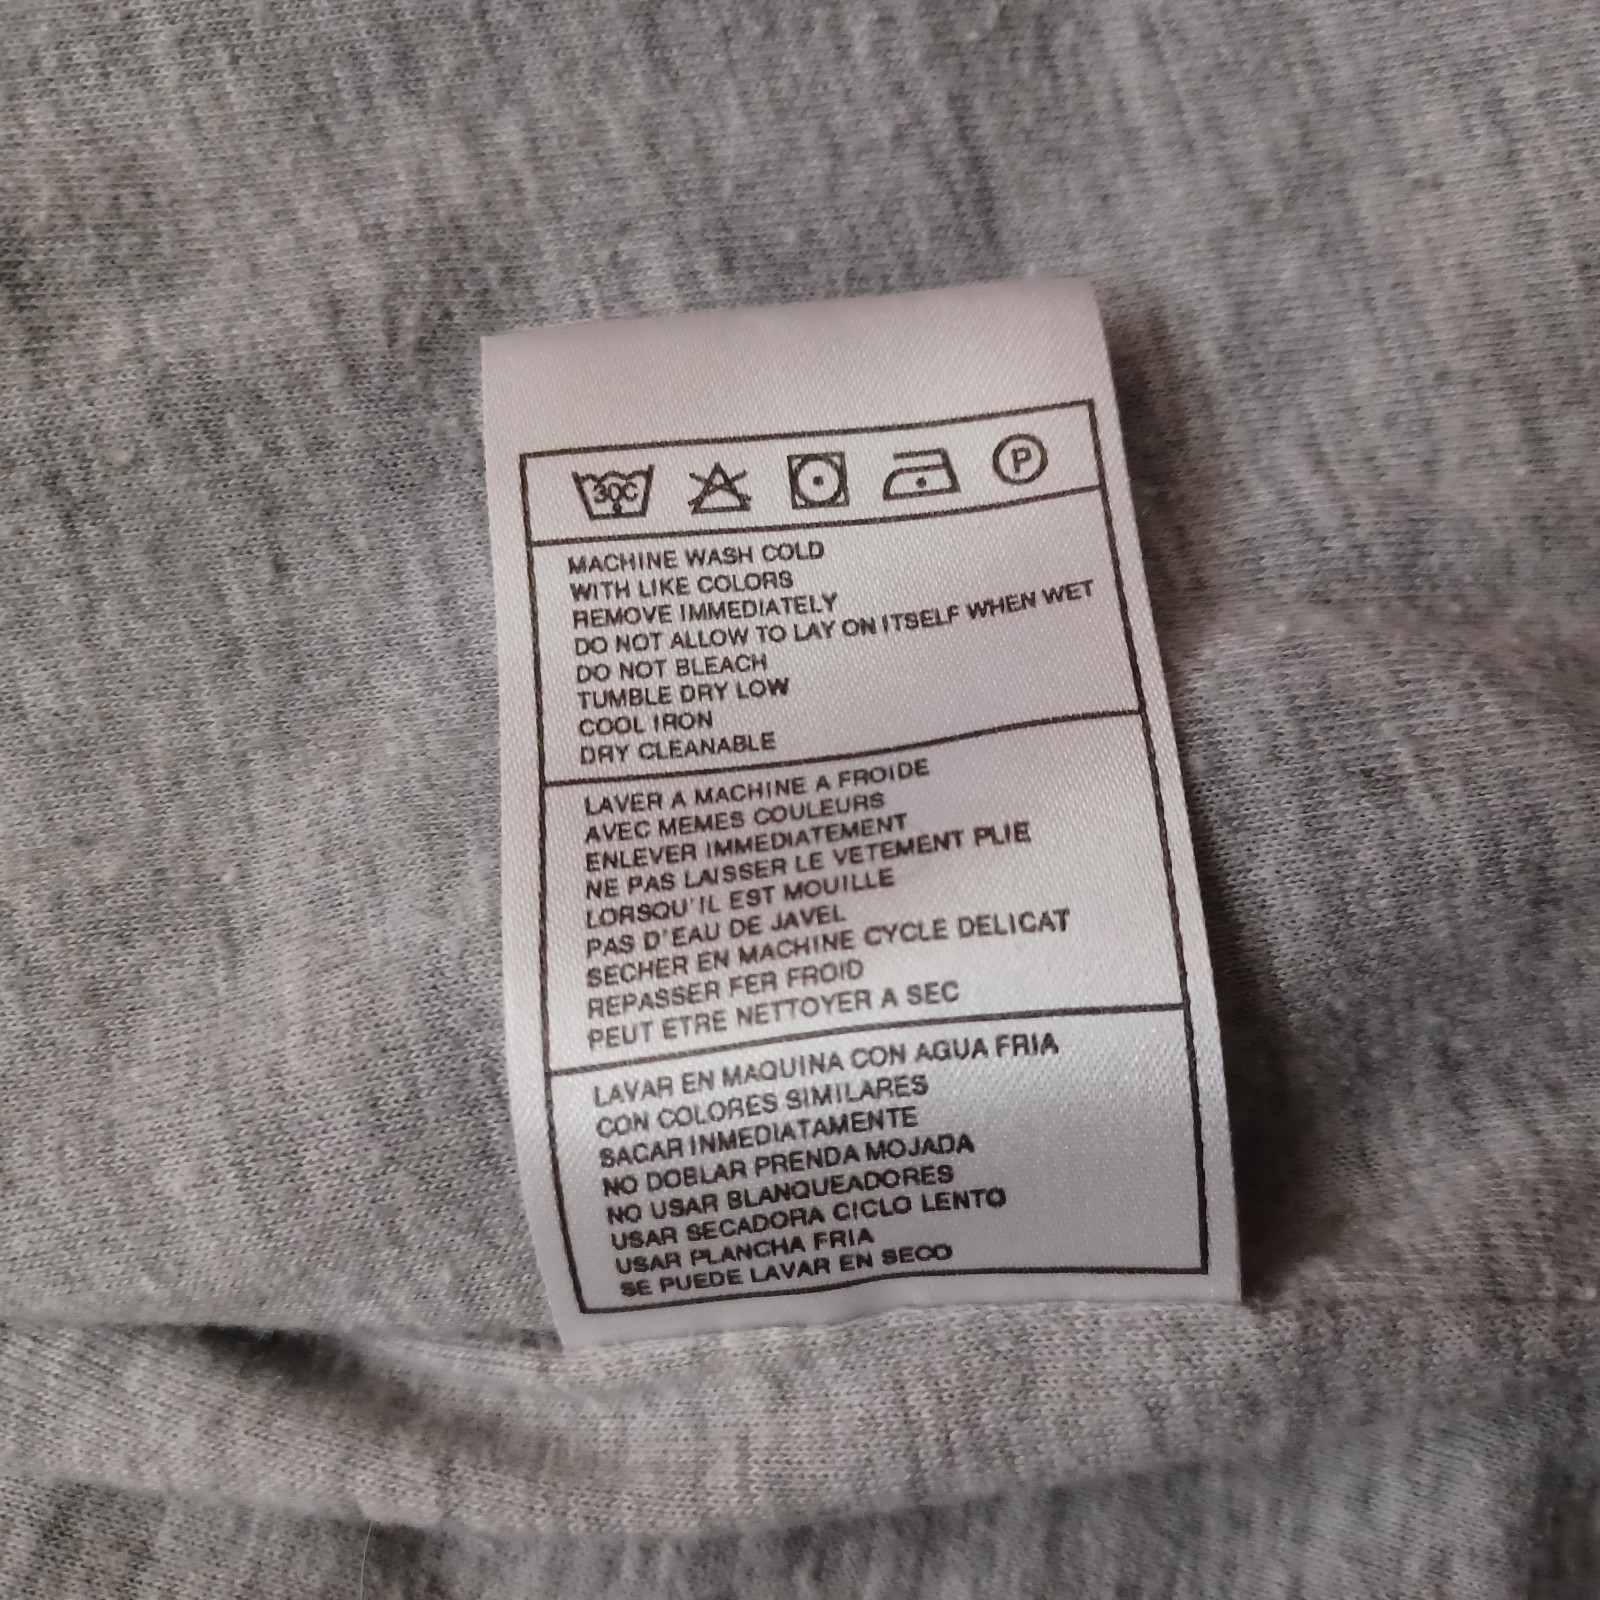 30C P
MACHINE WASH COLD
WITH LIKE COLORS
REMOVE IMMEDIATELY
DO NOT ALLOW TO LAY ON ITSELF WHEN WET
DO NOT BLEACH
TUMBLE DRY LOW
COOL IRON
DRY CLEANABLE
LAVER A MACHINE A FROIDE
AVEC MEMES COULEURS
ENLEVER IMMEDIATEMENT
NE PAS LAISSER LE VETEMENT PLIE
LORSQU'IL EST MOUILLE
PAS D'EAU DE JAVEL
SECHER EN MACHINE CYCLE DELICAT
REPASSER FER FROID
PEUT ETRE NETTOYER A SEC
LAVAR EN MAQUINA CON AGUA FRIA
CON COLORES SIMILARES
SACAR INMEDIATAMENTE
NO DOBLAR PRENDA MOJADA
NO USAR BLANQUEADORES
USAR SECADORA CICLO LENTO
USAR PLANCHA FRIA
SE PUEDE LAVAR EN SECO